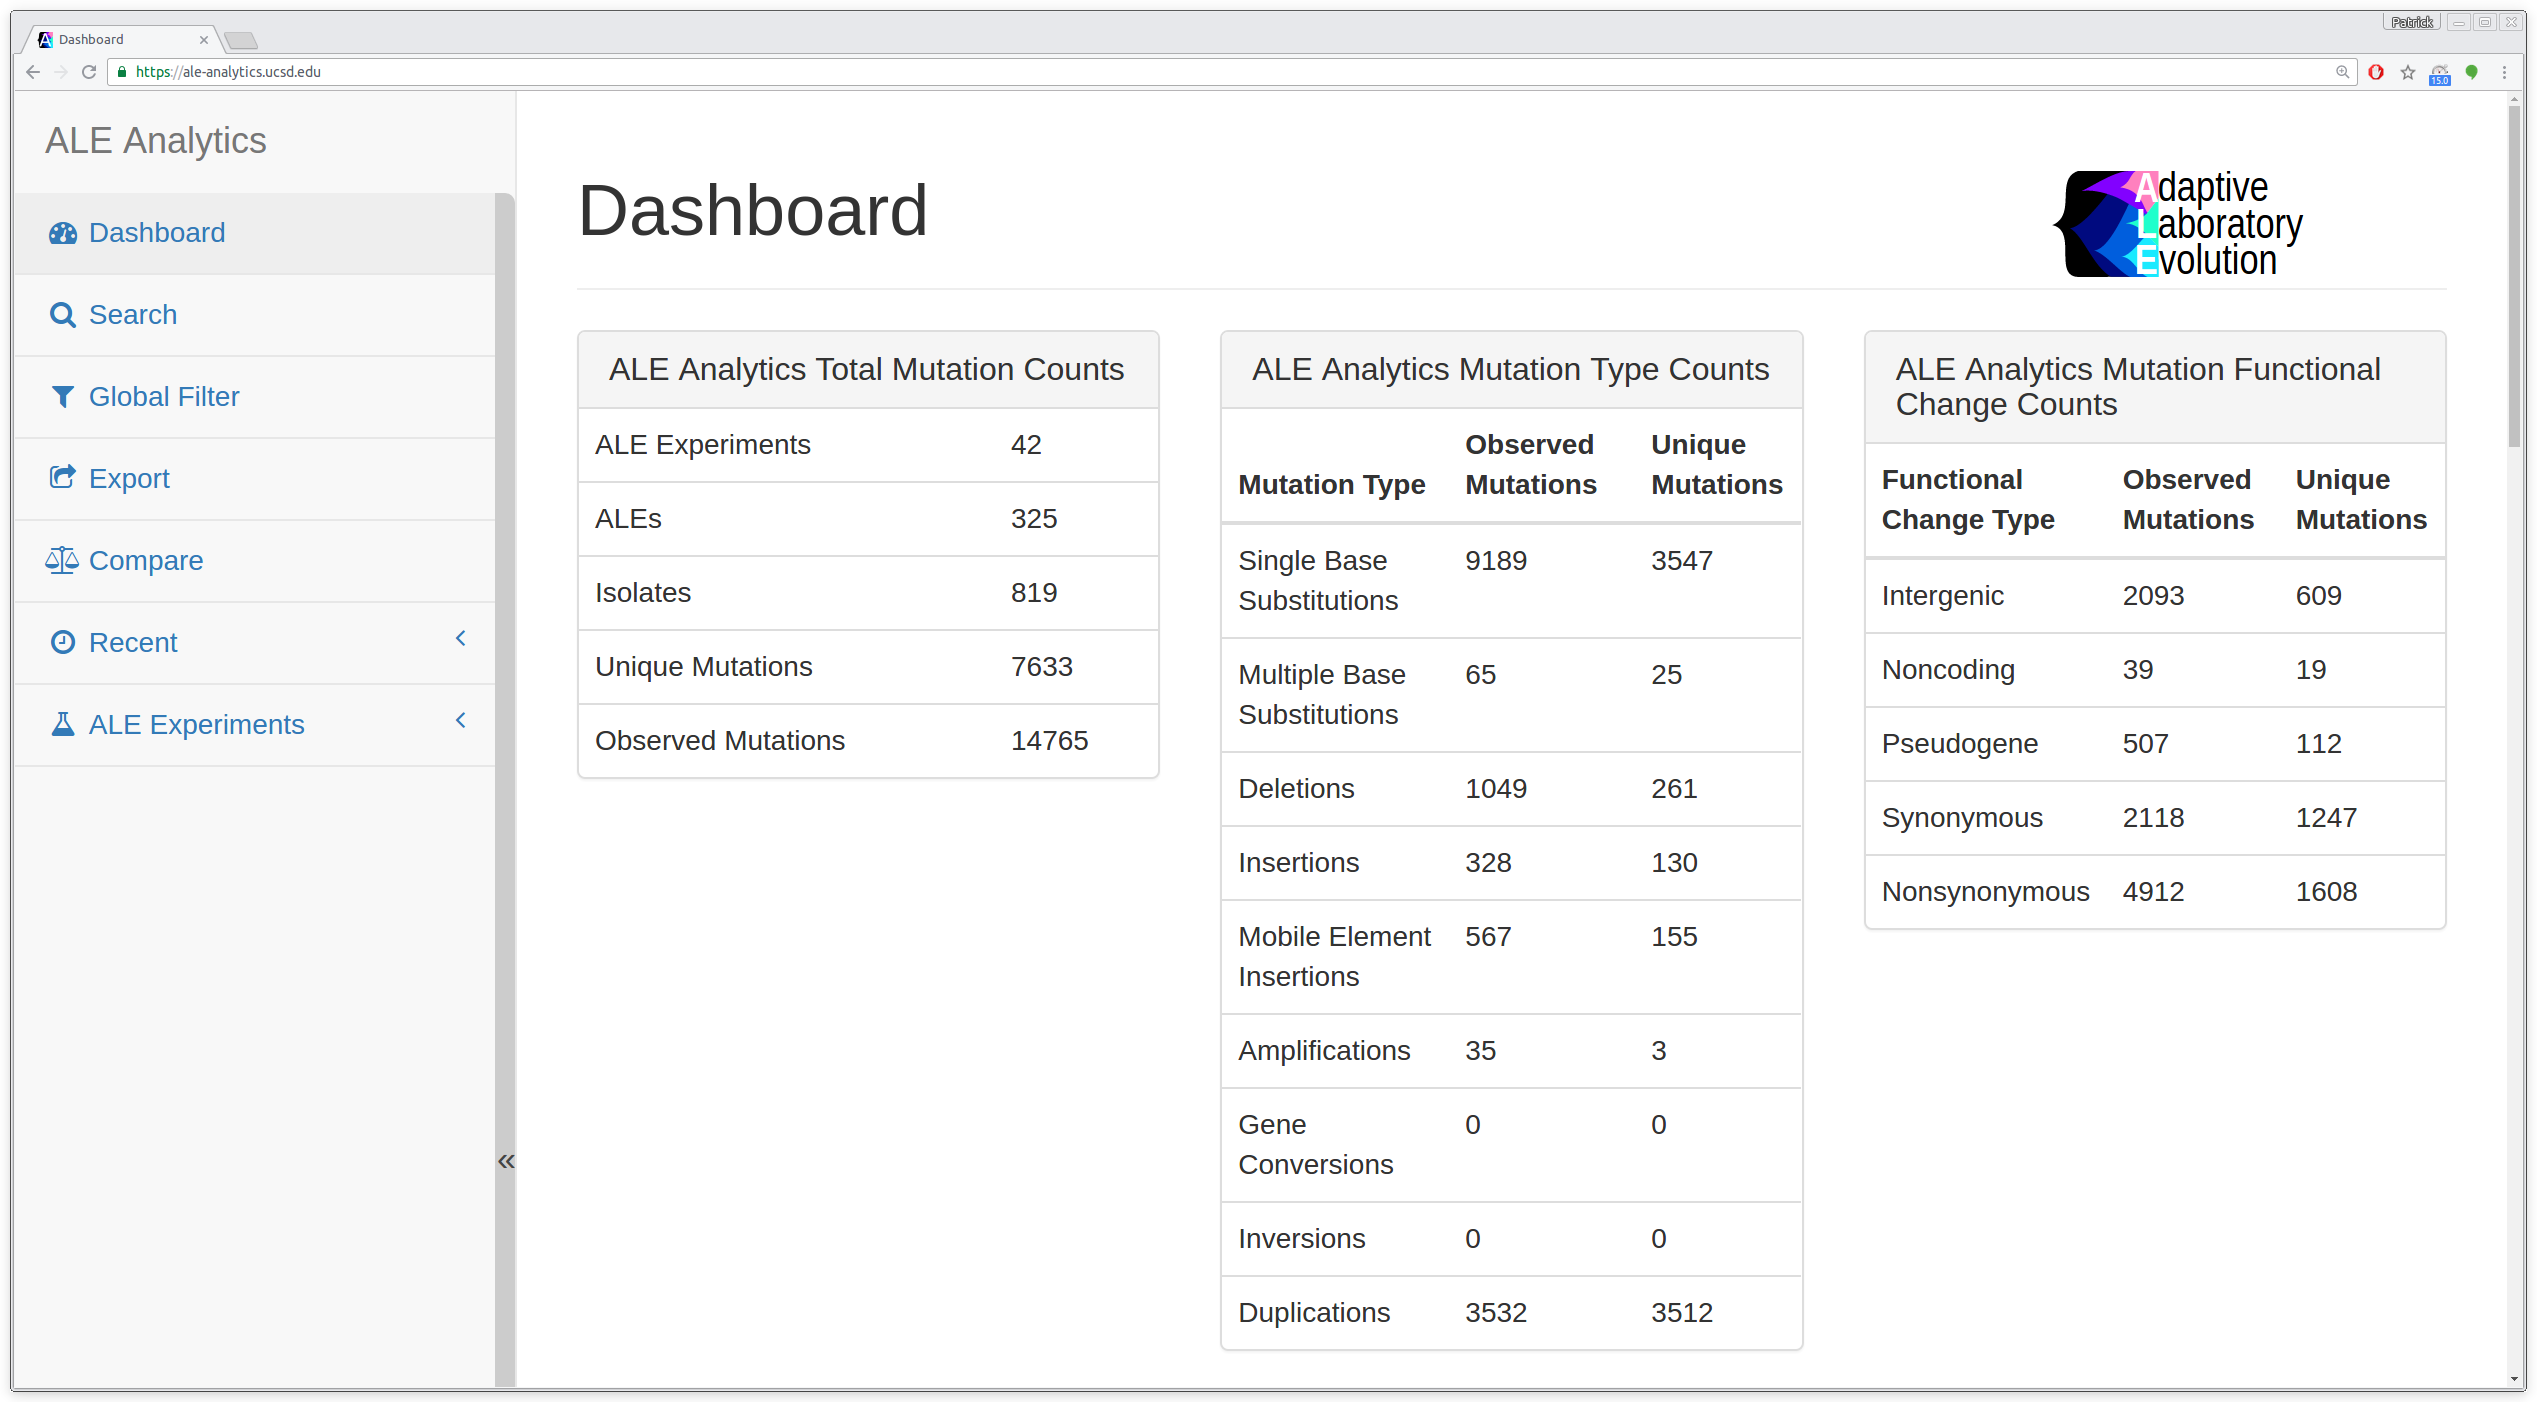 Patrick
Dashboard
https://ale-analytics.ucsd.edu
15.0
ALE Analytics
Dashboard
Search
Global Filter
Export
Compare
Recent
ALE Experiments
«
Dashboard
Adaptive
Laboratory
Evolution
ALE Analytics Total Mutation Counts
ALE Experiments 42
ALEs 325
Isolates 819
Unique Mutations 7633
Observed Mutations 14765
ALE Analytics Mutation Type Counts
Observed Unique
Mutation Type Mutations Mutations
Single Base 9189 3547
Substitutions
Multiple Base 65 25
Substitutions
Deletions 1049 261
Insertions 328 130
Mobile Element 567 155
Insertions
Amplifications 35 3
Gene 0 0
Conversions
Inversions 0 0
Duplications 3532 3512
ALE Analytics Mutation Functional
Change Counts
Functional Observed Unique
Change Type Mutations Mutations
Intergenic 2093 609
Noncoding 39 19
Pseudogene 507 112
Synonymous 2118 1247
Nonsynonymous 4912 1608